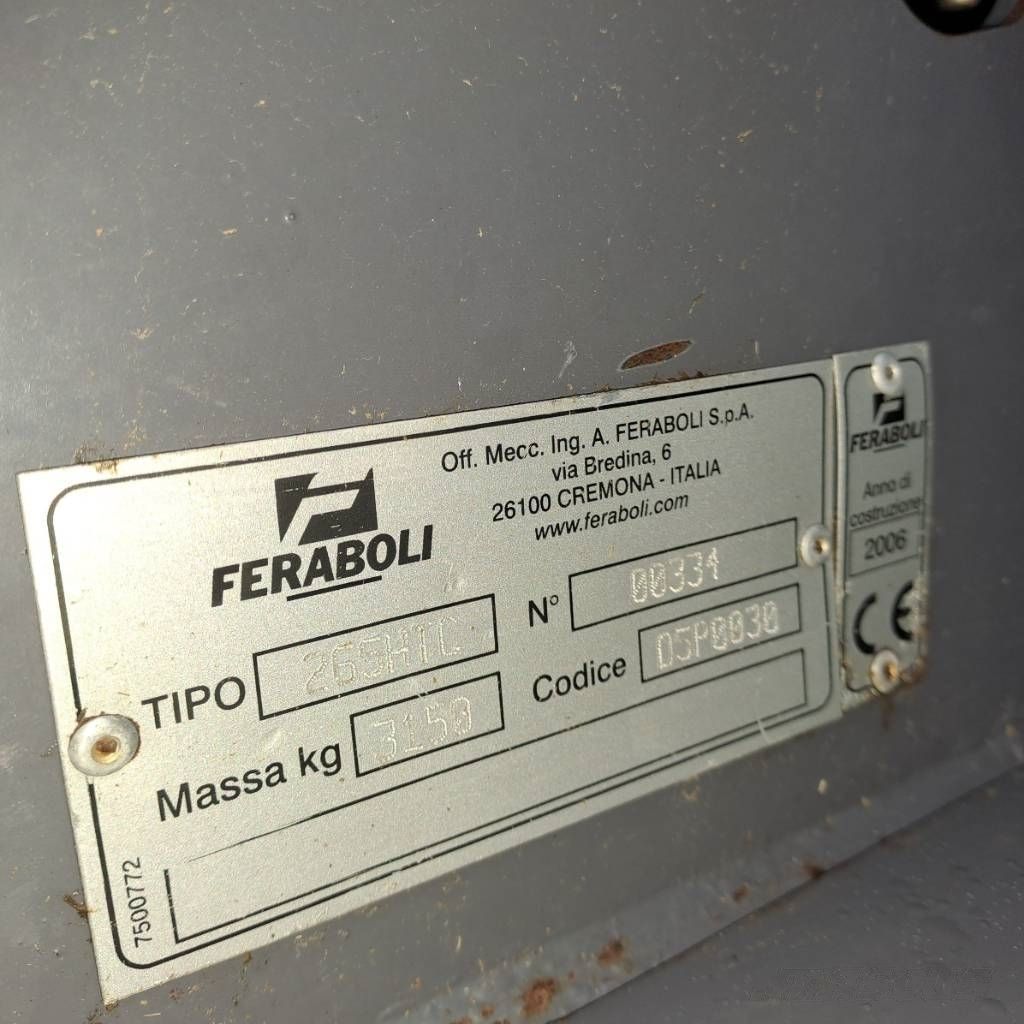 Off. Mecc. Ing. A. FERABOLI S.p.A.
via Bredina, 6
26100 CREMONA - ITALIA
www.feraboli.com
FERABOLI
TIPO 265HTC
N° 00331
Massa kg 3150
Codice D5P0030
7500772
FERABOLI
Anno di
costruzione
2006
CE